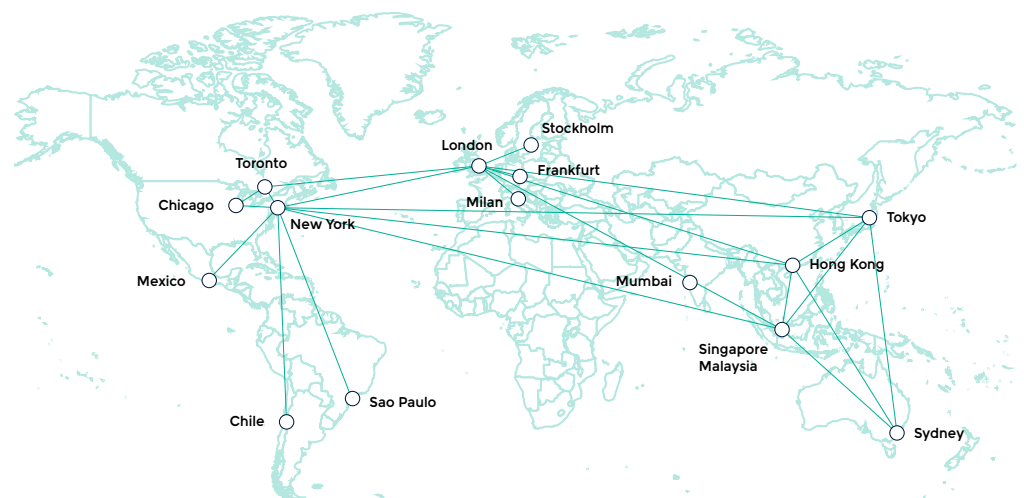 Stockholm
London
Toronto
Frankfurt
Milan
Chicago
New York
Tokyo
Hong Kong
Mexico
Mumbai
Singapore
Malaysia
Sao Paulo
Chile
Sydney